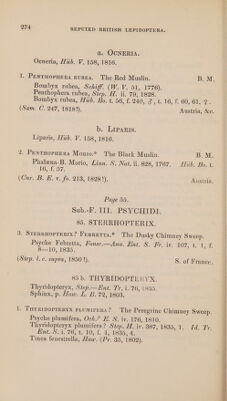 274 REPUTED BRITISH LEPIDOPTERA.
a. Ocneria.
Ocneria, Hüb. V. 158, 1816.
1. Penthophera rubea. The Red Muslin. B. M.
Bombyx rubea, Schiff. (W. V. 51, 1776).
Penthophera rubea, Step. H. ii. 79, 1828.
Bombyx rubea, Hüb. Bo. t. 56, f. 240, ♂, t. 16, f. 60, 61, ♀.
(Sam. C. 247, 1818?). Austria, &c.
b. Liparis.
Liparis, Hüb. V. 158, 1816.
2. Penthophera Morio.* The Black Muslin. B. M.
Phalæna-B. Morio, Linn. S. Nat. ii. 828, 1767. Hüb. Bo. t.
16, f. 57.
(Cur. B. E. v. fo. 213, 1828?). Austria.
Page 55.
Sub-F. III. PSYCHIDI.
85. STERRHOPTERIX.
3. Sterrhopterix? Febretta.* The Dusky Chimney Sweep.
Psyche Febretta, Fonsc.—Ann. Ent. S. Fr. iv. 107, t. 1, f.
8—10, 1835.
(Step. l. c. supra, 1850?). S. of France.
85 b. THYRIDOPTERYX.
Thyridopteryx, Step.—Ent. Tr. i. 76, 1835.
Sphinx, p. Haw. L. B. 72, 1803.
1. Thyridopteryx plumifera? The Peregrine Chimney Sweep.
Psyche plumifera, Och.? E. S. iv. 176, 1810.
Thyridopteryx plumifera? Step. H. iv. 387, 1835, 1. Id. Tr.
Ent. S. i. 76, t. 10, f. 1, 1835, 4.
Tinea fenestrella, Haw. (Pr. 35, 1802).